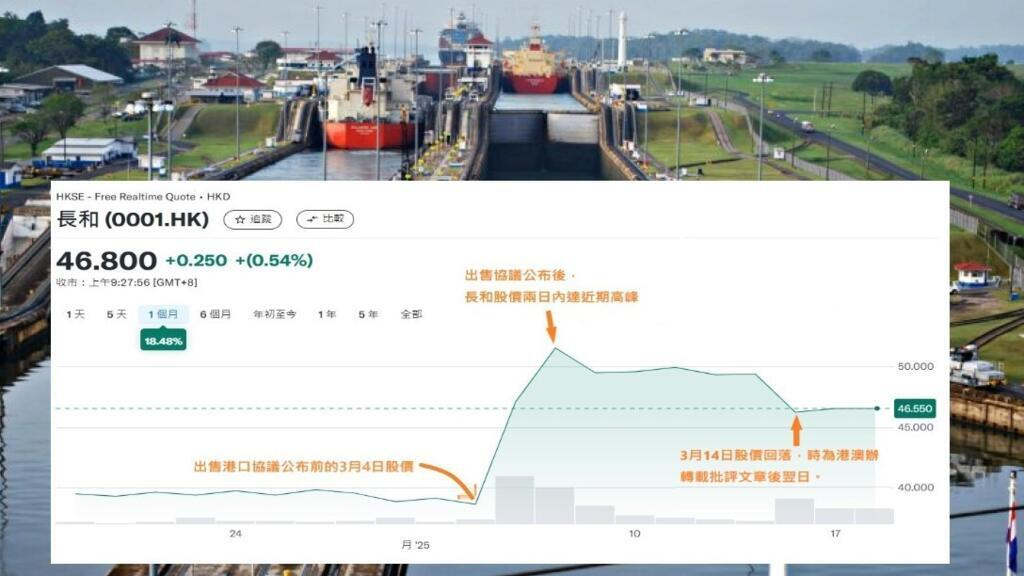 HKSE - Free Realtime Quote • HKD
長和 (0001.HK) ☆ 追蹤 比較
46.800 +0.250 +(0.54%)
收市：上午9:27:56 [GMT+8]
1 天 5 天 1 個月 6 個月 年初至今 1 年 5 年 全部
18.48%
出售協議公布後，
長和股價兩日內達近期高峰
50.000
46.550
45.000
3月14日股價回落，時為港澳辦
轉載批評文章後翌日。
出售港口協議公布前的3月4日股價
40.000
24 10 17
月 '25